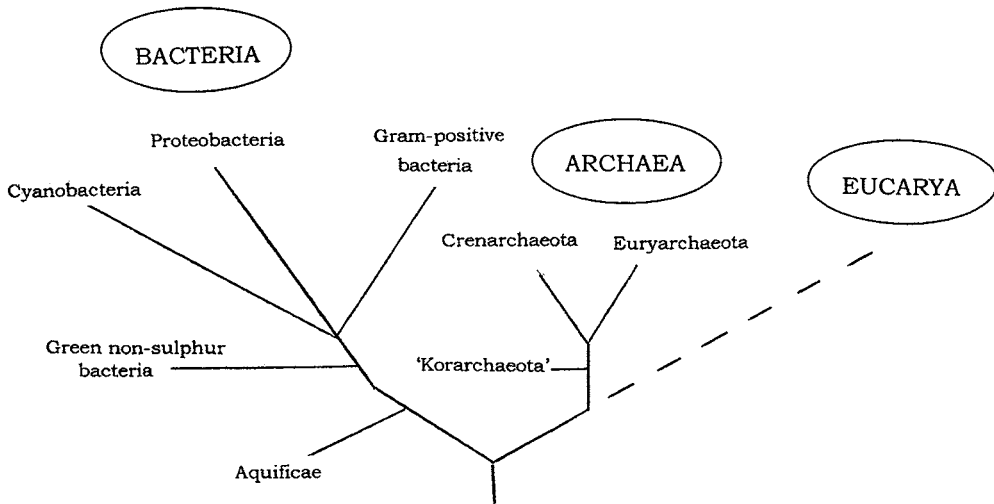 BACTERIA
Proteobacteria
Gram-positive
bacteria
ARCHAEA
EUCARYA
Cyanobacteria
Crenarchaeota
Euryarchaeota
Green non-sulphur
bacteria
'Korarchaeota'
Aquificae